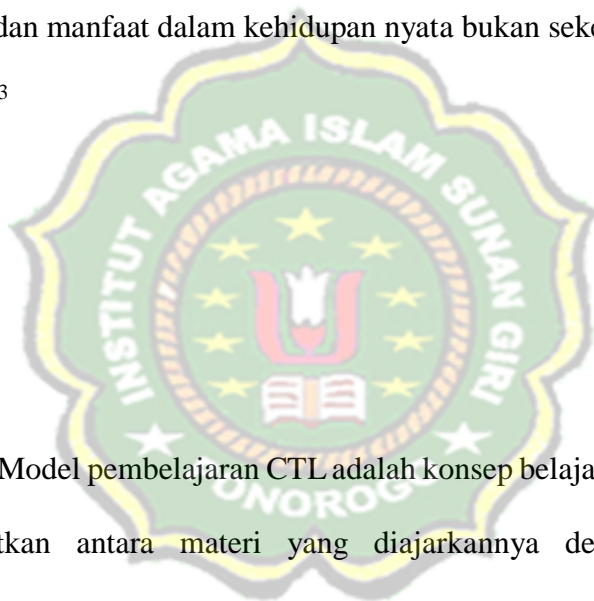 dan manfaat dalam kehidupan nyata bukan seke
3
INSTITUT AGAMA ISLAM SUNAN GIRI
PONOROGO
Model pembelajaran CTL adalah konsep belaja
tkan antara materi yang diajarkannya de